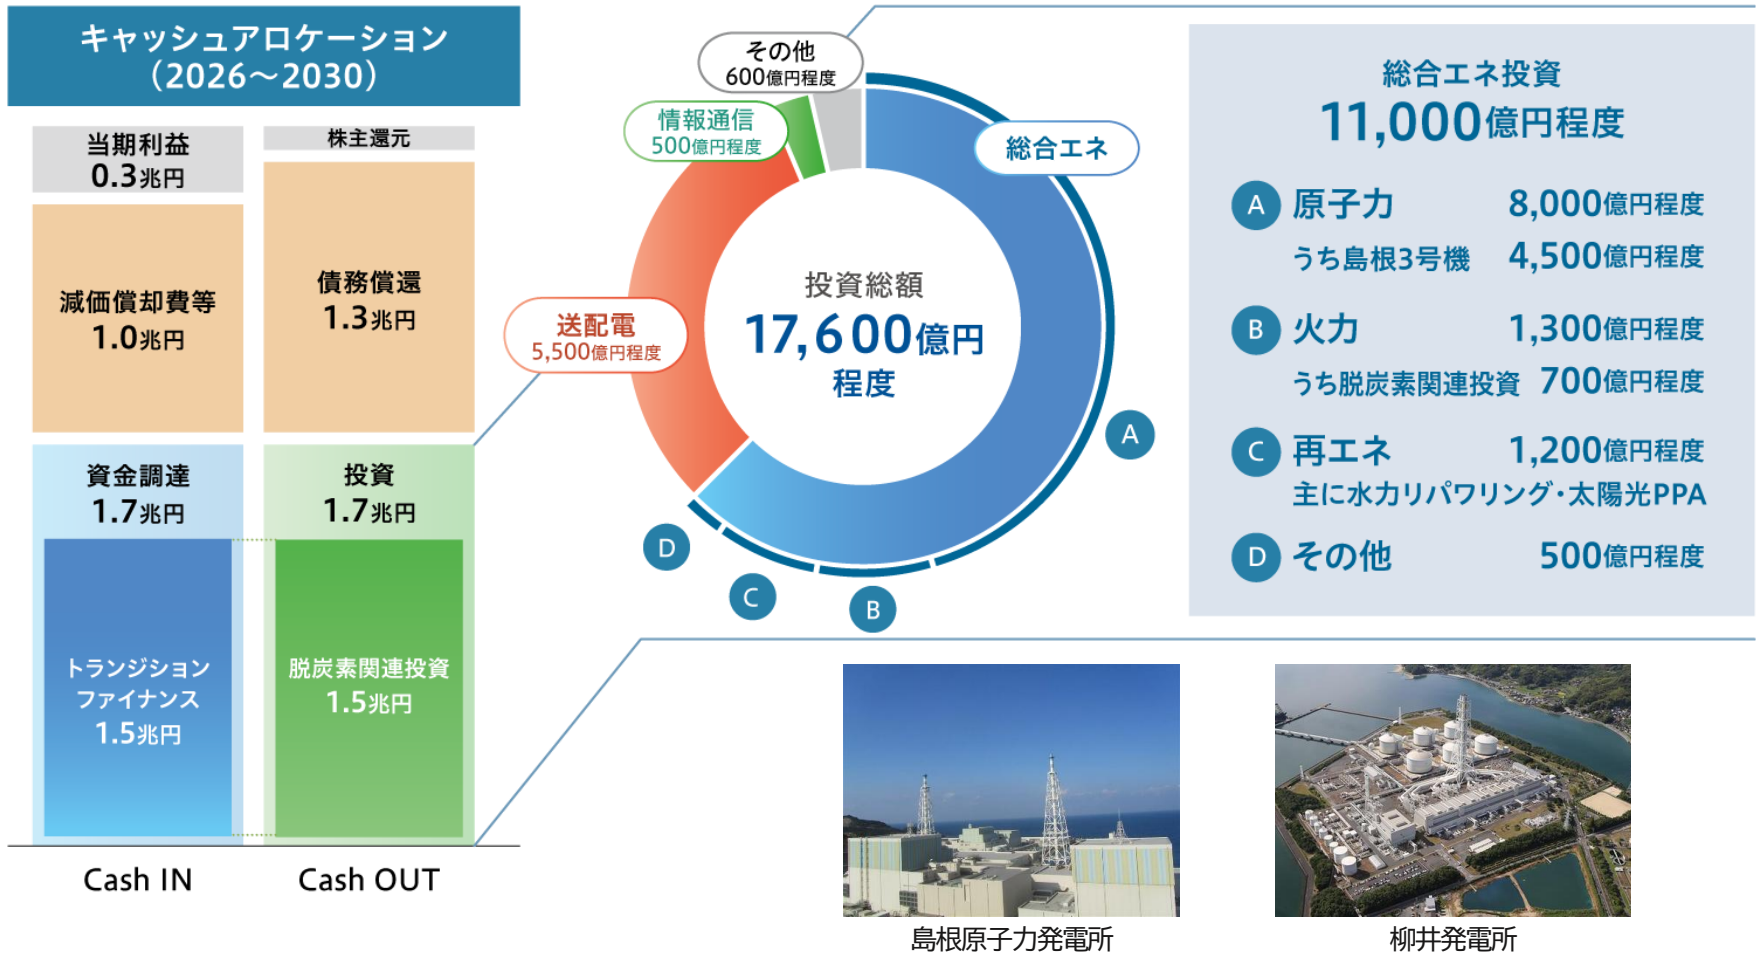 キャッシュアロケーション
（2026～2030）
当期利益
0.3兆円
減価償却費等
1.0兆円
資金調達
1.7兆円
トランジション
ファイナンス
1.5兆円
Cash IN
株主還元
債務償還
1.3兆円
投資
1.7兆円
脱炭素関連投資
1.5兆円
Cash OUT
その他
600億円程度
情報通信
500億円程度
総合エネ
送配電
5,500億円程度
投資総額
17,600億円
程度
A
B
C
D
総合エネ投資
11,000億円程度
A 原子力 8,000億円程度
うち島根3号機 4,500億円程度
B 火力 1,300億円程度
うち脱炭素関連投資 700億円程度
C 再エネ 1,200億円程度
主に水力リパワリング・太陽光PPA
D その他 500億円程度
島根原子力発電所
柳井発電所